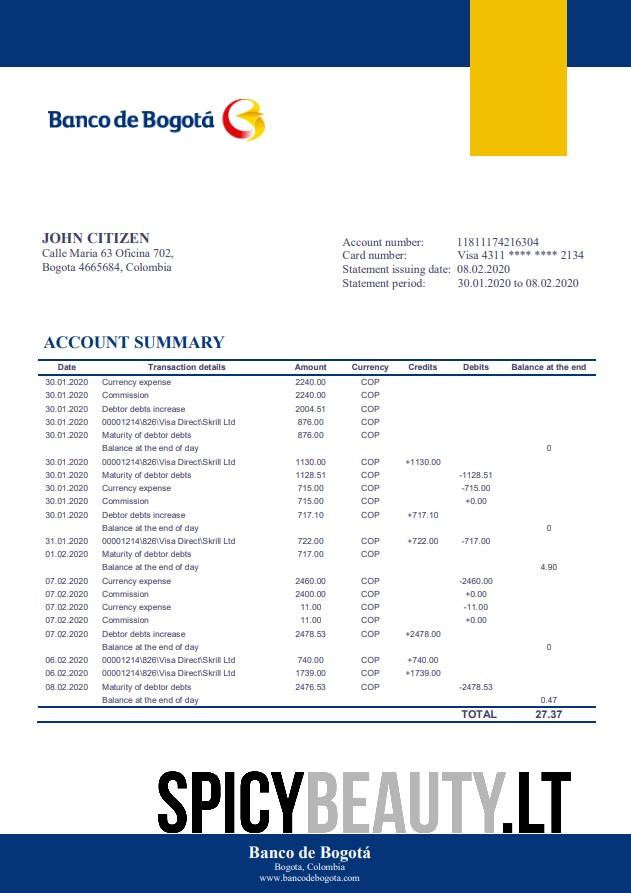 Banco de Bogotá
JOHN CITIZEN
Calle Maria 63 Oficina 702,
Bogota 4665684, Colombia
Account number: 11811174216304
Card number: Visa 4311 **** **** 2134
Statement issuing date: 08.02.2020
Statement period: 30.01.2020 to 08.02.2020
ACCOUNT SUMMARY
Date Transaction details Amount Currency Credits Debits Balance at the end
30.01.2020 Currency expense 2240.00 COP
30.01.2020 Commission 2240.00 COP
30.01.2020 Debtor debts increase 2004.51 COP
30.01.2020 00001214\826\Visa Direct\Skrill Ltd 876.00 COP
30.01.2020 Maturity of debtor debts 876.00 COP
Balance at the end of day 0
30.01.2020 00001214\826\Visa Direct\Skrill Ltd 1130.00 COP +1130.00
30.01.2020 Maturity of debtor debts 1128.51 COP -1128.51
30.01.2020 Currency expense 715.00 COP -715.00
30.01.2020 Commission 715.00 COP +0.00
30.01.2020 Debtor debts increase 717.10 COP +717.10
Balance at the end of day 0
31.01.2020 00001214\826\Visa Direct\Skrill Ltd 722.00 COP +722.00 -717.00
01.02.2020 Maturity of debtor debts 717.00 COP
Balance at the end of day 4.90
07.02.2020 Currency expense 2460.00 COP -2460.00
07.02.2020 Commission 2400.00 COP +0.00
07.02.2020 Currency expense 11.00 COP -11.00
07.02.2020 Commission 11.00 COP +0.00
07.02.2020 Debtor debts increase 2478.53 COP +2478.00
Balance at the end of day 0
06.02.2020 00001214\826\Visa Direct\Skrill Ltd 740.00 COP +740.00
06.02.2020 00001214\826\Visa Direct\Skrill Ltd 1739.00 COP +1739.00
08.02.2020 Maturity of debtor debts 2476.53 COP -2478.53
Balance at the end of day 0.47
TOTAL 27.37
SPICYBEAUTY.LT
Banco de Bogotá
Bogota, Colombia
www.bancodebogota.com